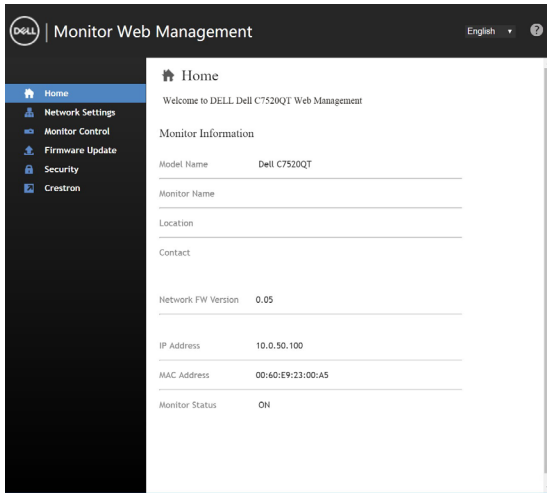 DELL | Monitor Web Management
English ▼ ?
Home
Network Settings
Monitor Control
Firmware Update
Security
Crestron
Home
Welcome to DELL Dell C7520QT Web Management
Monitor Information
Model Name Dell C7520QT
Monitor Name
Location
Contact
Network FW Version 0.05
IP Address 10.0.50.100
MAC Address 00:60:E9:23:00:A5
Monitor Status ON